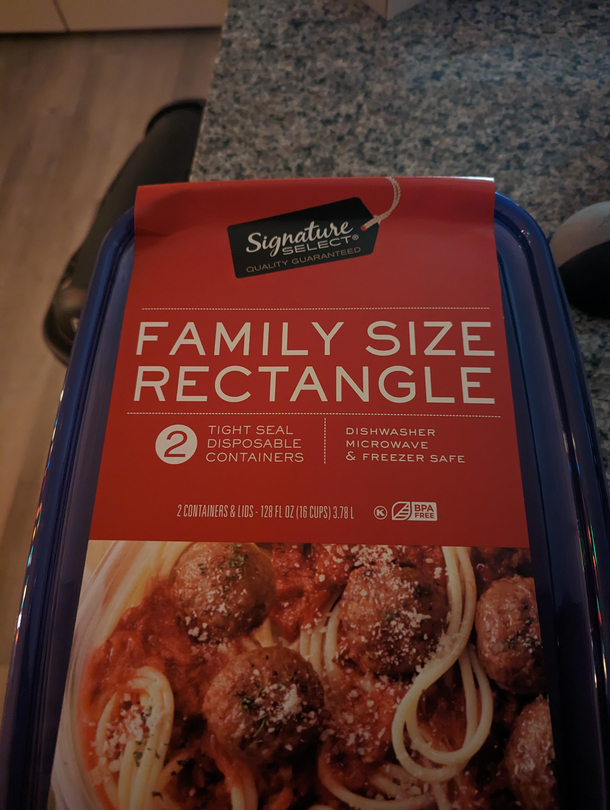 Signature
SELECT®
QUALITY GUARANTEED
FAMILY SIZE
RECTANGLE
2
TIGHT SEAL
DISPOSABLE
CONTAINERS
DISHWASHER
MICROWAVE
& FREEZER SAFE
2 CONTAINERS & LIDS - 128 FL OZ (16 CUPS) 3.78 L
K
BPA
FREE